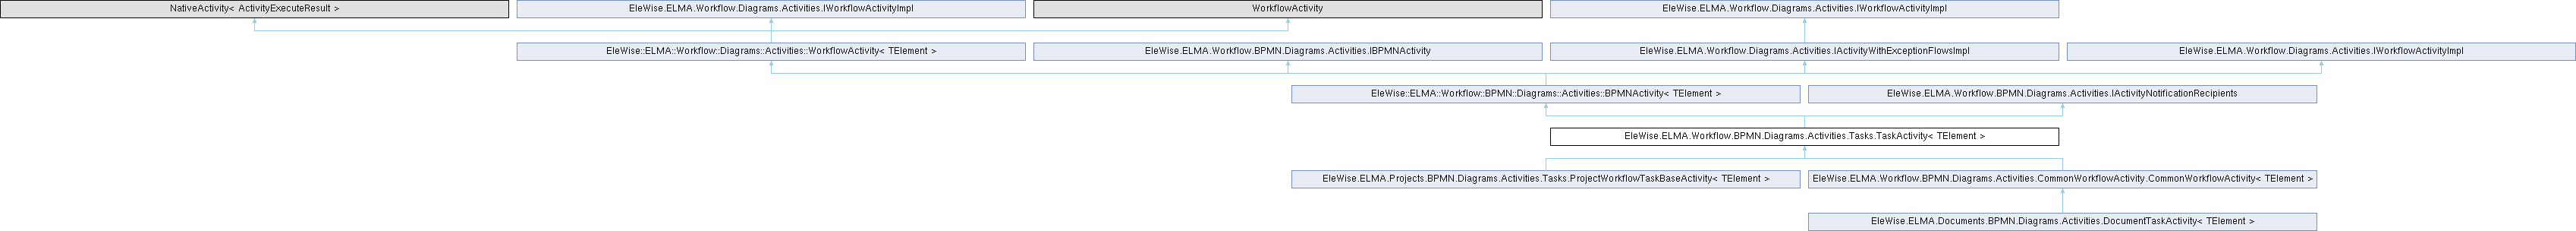 NativeActivity< ActivityExecuteResult >
EleWise.ELMA.Workflow.Diagrams.Activities.IWorkflowActivityImpl
WorkflowActivity
EleWise.ELMA.Workflow.Diagrams.Activities.IWorkflowActivityImpl
EleWise::ELMA::Workflow::Diagrams::Activities::WorkflowActivity< TElement >
EleWise.ELMA.Workflow.BPMN.Diagrams.Activities.IBPMNActivity
EleWise.ELMA.Workflow.Diagrams.Activities.IActivityWithExceptionFlowsImpl
EleWise.ELMA.Workflow.Diagrams.Activities.IWorkflowActivityImpl
EleWise::ELMA::Workflow::BPMN::Diagrams::Activities::BPMNActivity< TElement >
EleWise.ELMA.Workflow.BPMN.Diagrams.Activities.IActivityNotificationRecipients
EleWise.ELMA.Workflow.BPMN.Diagrams.Activities.Tasks.TaskActivity< TElement >
EleWise.ELMA.Projects.BPMN.Diagrams.Activities.Tasks.ProjectWorkflowTaskBaseActivity< TElement >
EleWise.ELMA.Workflow.BPMN.Diagrams.Activities.CommonWorkflowActivity.CommonWorkflowActivity< TElement >
EleWise.ELMA.Documents.BPMN.Diagrams.Activities.DocumentTaskActivity< TElement >